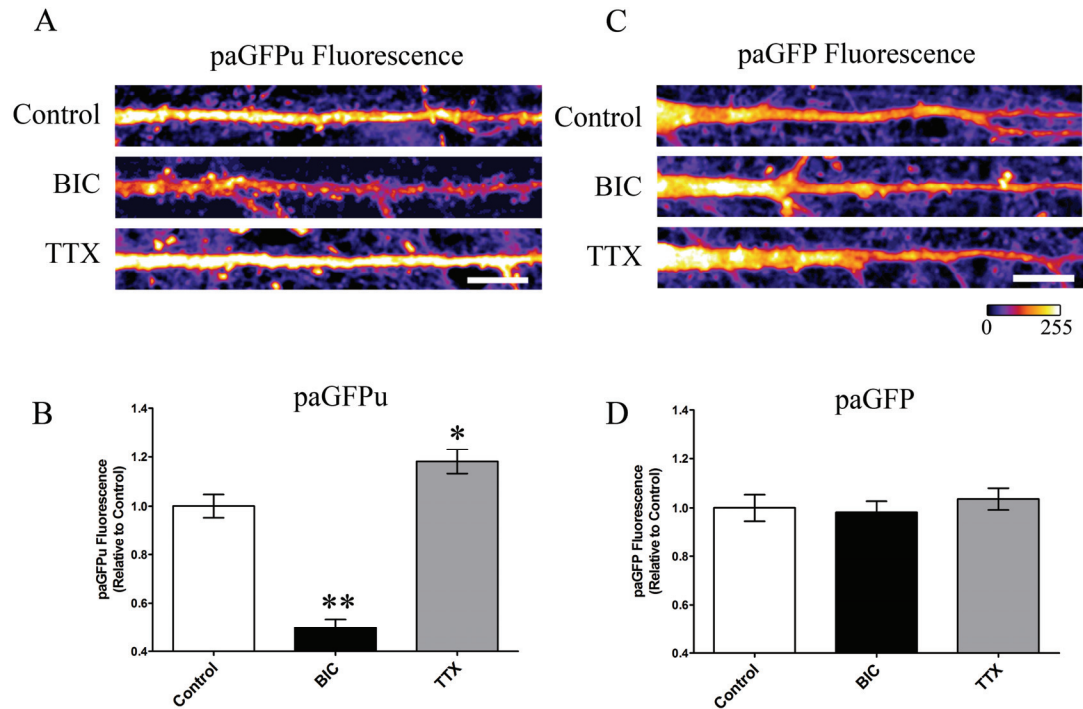 A
paGFPu Fluorescence
Control
BIC
TTX
C
paGFP Fluorescence
Control
BIC
TTX
0 255
B
paGFPu
paGFPu Fluorescence
(Relative to Control)
1.4
1.2
1.0
0.8
0.6
0.4
*
**
Control
BIC
TTX
D
paGFP
paGFP Fluorescence
(Relative to Control)
1.4
1.2
1.0
0.8
0.6
0.4
Control
BIC
TTX